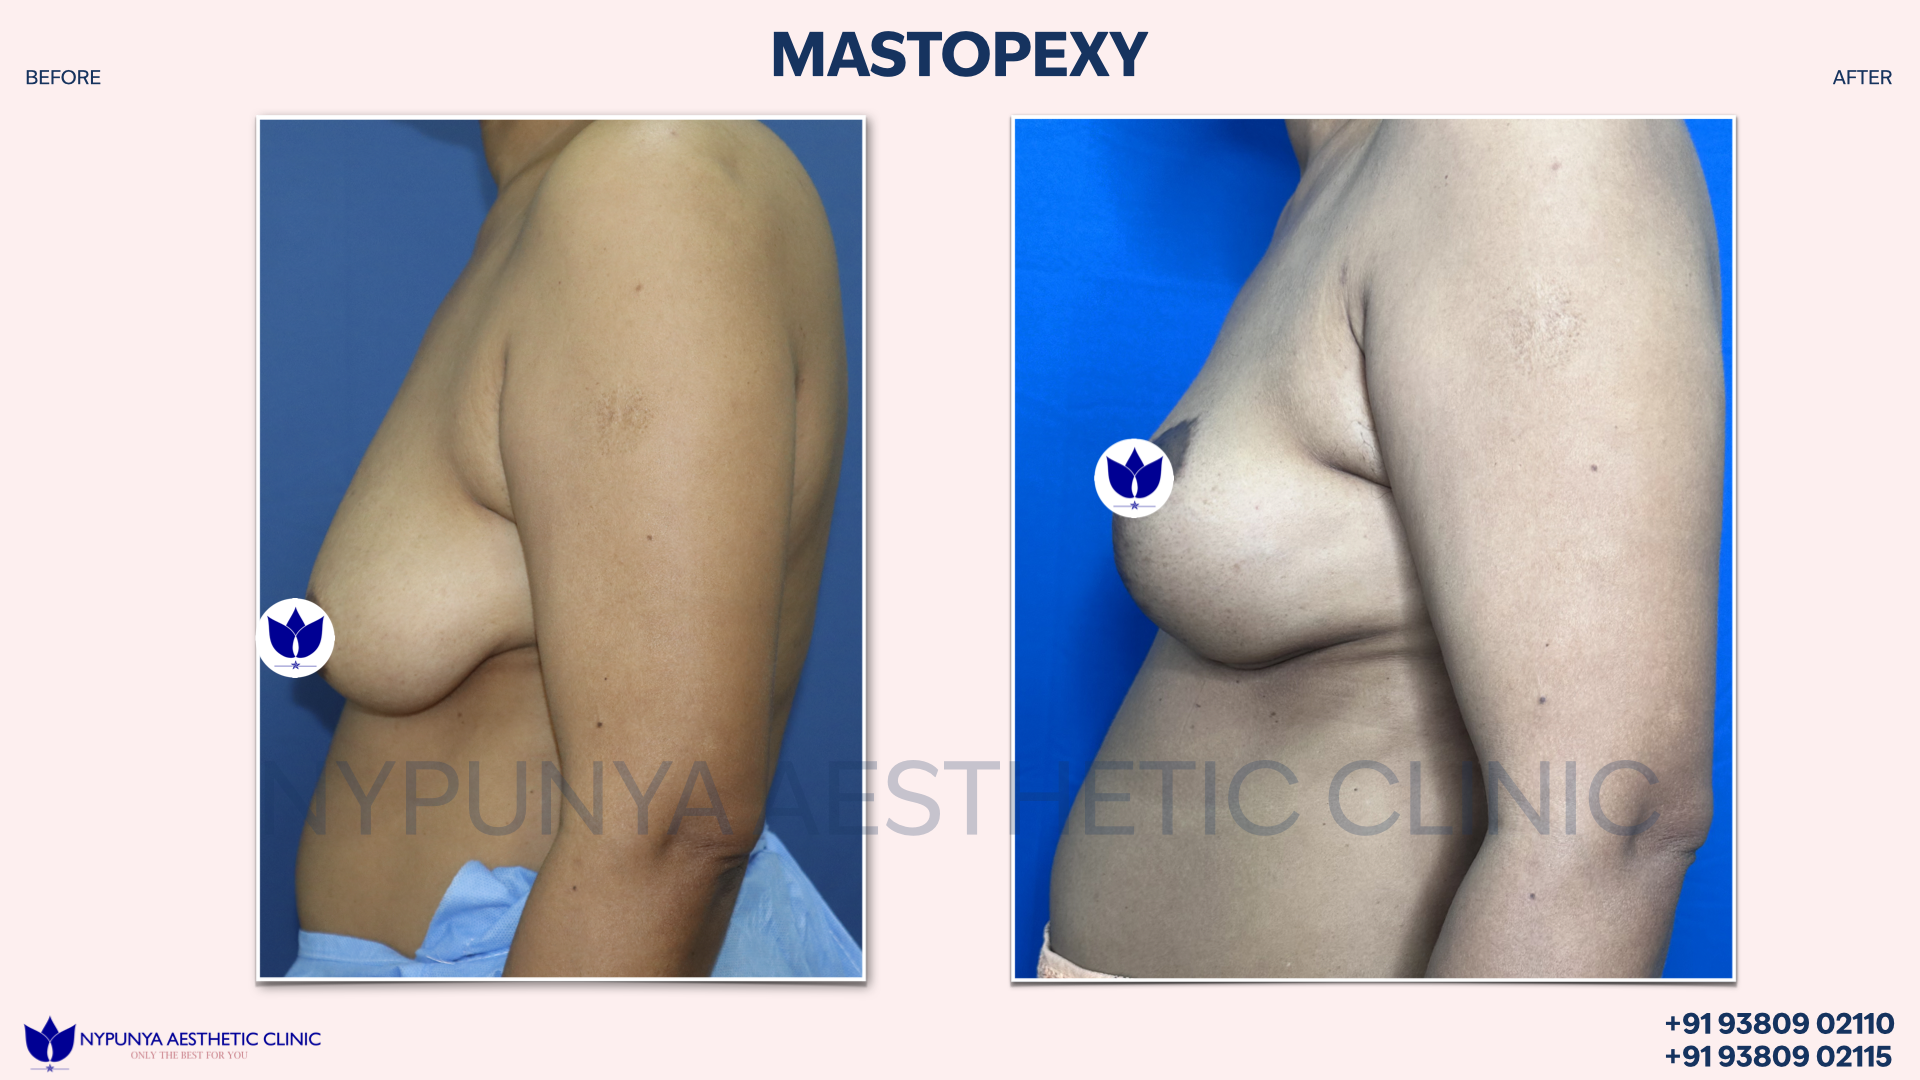 MASTOPEXY
BEFORE
AFTER
NYPUNYA AESTHETIC CLINIC
NYPUNYA AESTHETIC CLINIC
ONLY THE BEST FOR YOU
+91 93809 02110
+91 93809 02115